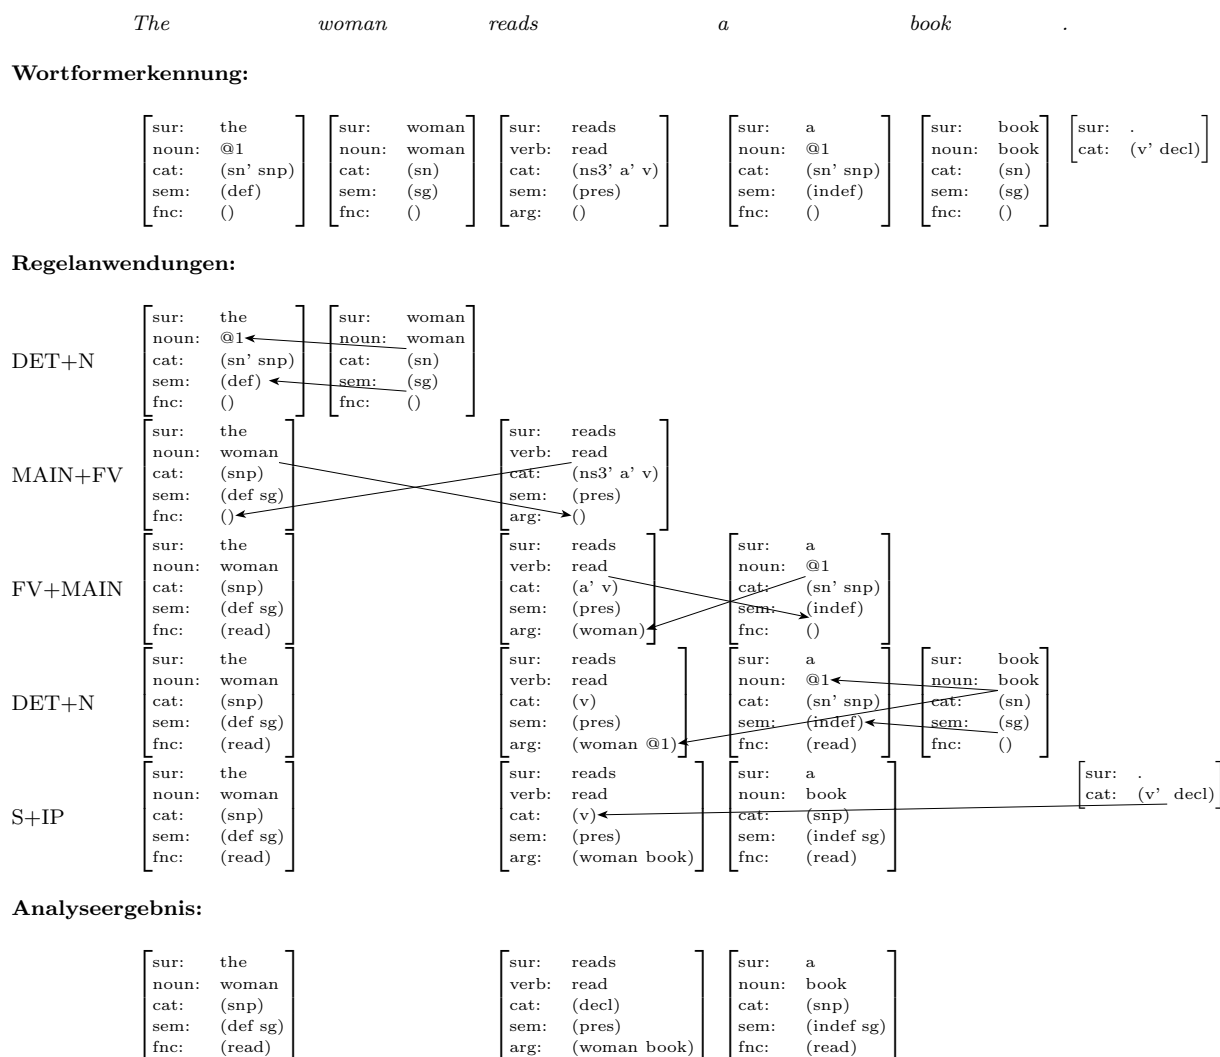 The woman reads a book .
Wortformerkennung:
sur: the sur: woman sur: reads sur: a sur: book sur: .
noun: @1 noun: woman verb: read noun: @1 noun: book cat: (v' decl)
cat: (sn' snp) cat: (sn) cat: (ns3' a' v) cat: (sn' snp) cat: (sn)
sem: (def) sem: (sg) sem: (pres) sem: (indef) sem: (sg)
fnc: () fnc: () arg: () fnc: () fnc: ()
Regelanwendungen:
sur: the sur: woman
noun: @1 noun: woman
DET+N cat: (sn' snp) cat: (sn)
sem: (def) sem: (sg)
fnc: () fnc: ()
sur: the sur: reads
noun: woman verb: read
MAIN+FV cat: (snp) cat: (ns3' a' v)
sem: (def sg) sem: (pres)
fnc: () arg: ()
sur: the sur: reads sur: a
noun: woman verb: read noun: @1
FV+MAIN cat: (snp) cat: (a' v) cat: (sn' snp)
sem: (def sg) sem: (pres) sem: (indef)
fnc: (read) arg: (woman) fnc: ()
sur: the sur: reads sur: a sur: book
noun: woman verb: read noun: @1 noun: book
DET+N cat: (snp) cat: (v) cat: (sn' snp) cat: (sn)
sem: (def sg) sem: (pres) sem: (indef) sem: (sg)
fnc: (read) arg: (woman @1) fnc: (read) fnc: ()
sur: the sur: reads sur: a sur: .
noun: woman verb: read noun: book cat: (v' decl)
S+IP cat: (snp) cat: (v) cat: (snp)
sem: (def sg) sem: (pres) sem: (indef sg)
fnc: (read) arg: (woman book) fnc: (read)
Analyseergebnis:
sur: the sur: reads sur: a
noun: woman verb: read noun: book
cat: (snp) cat: (decl) cat: (snp)
sem: (def sg) sem: (pres) sem: (indef sg)
fnc: (read) arg: (woman book) fnc: (read)